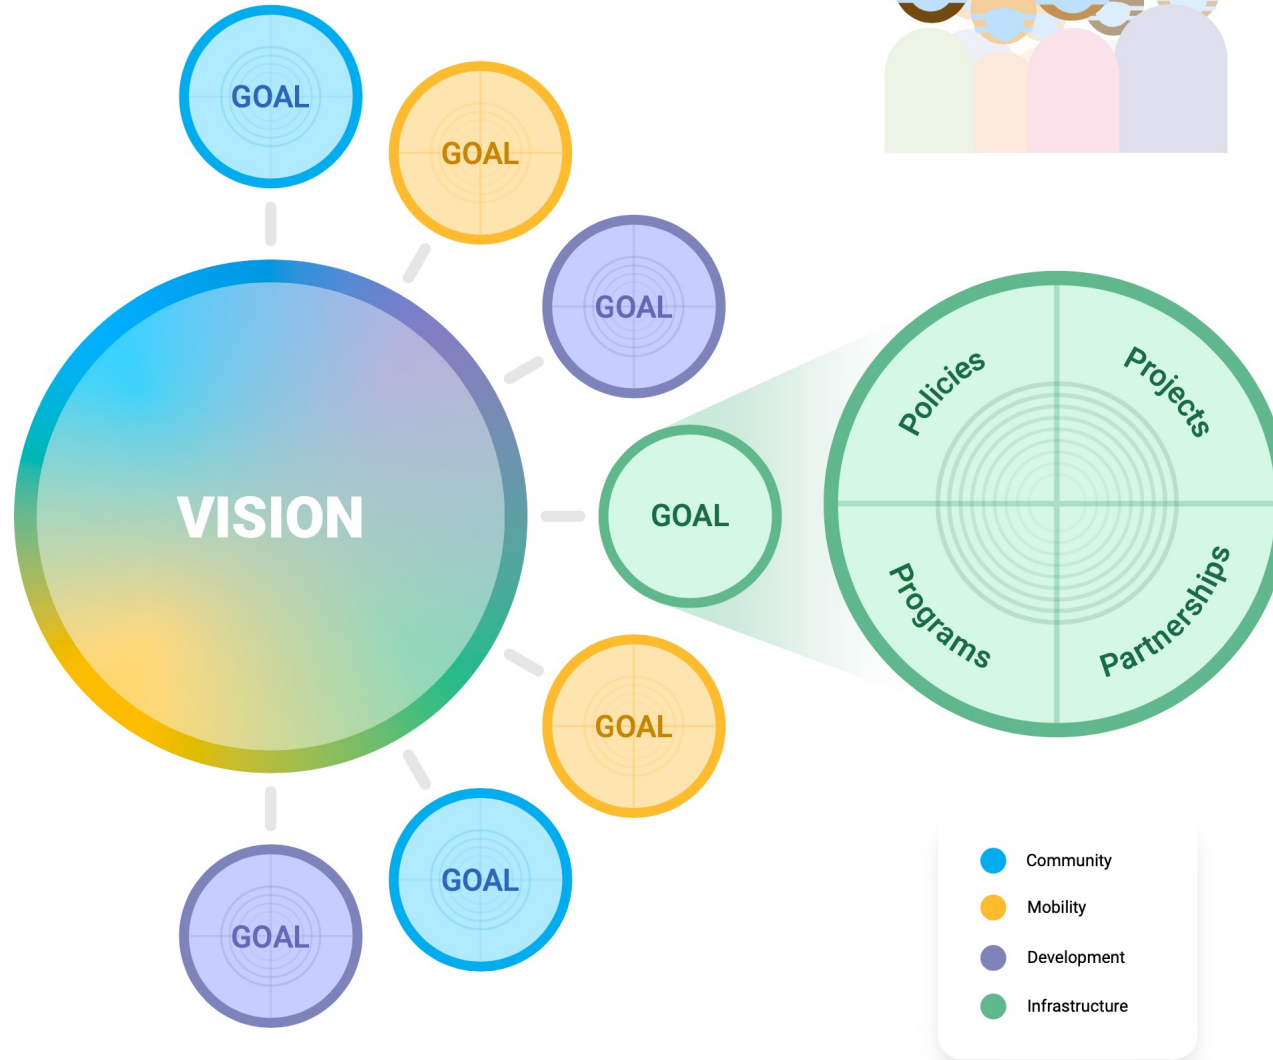 GOAL
GOAL
GOAL
Policies
Projects
VISION
GOAL
Programs
Partnerships
GOAL
GOAL
GOAL
Community
Mobility
Development
Infrastructure